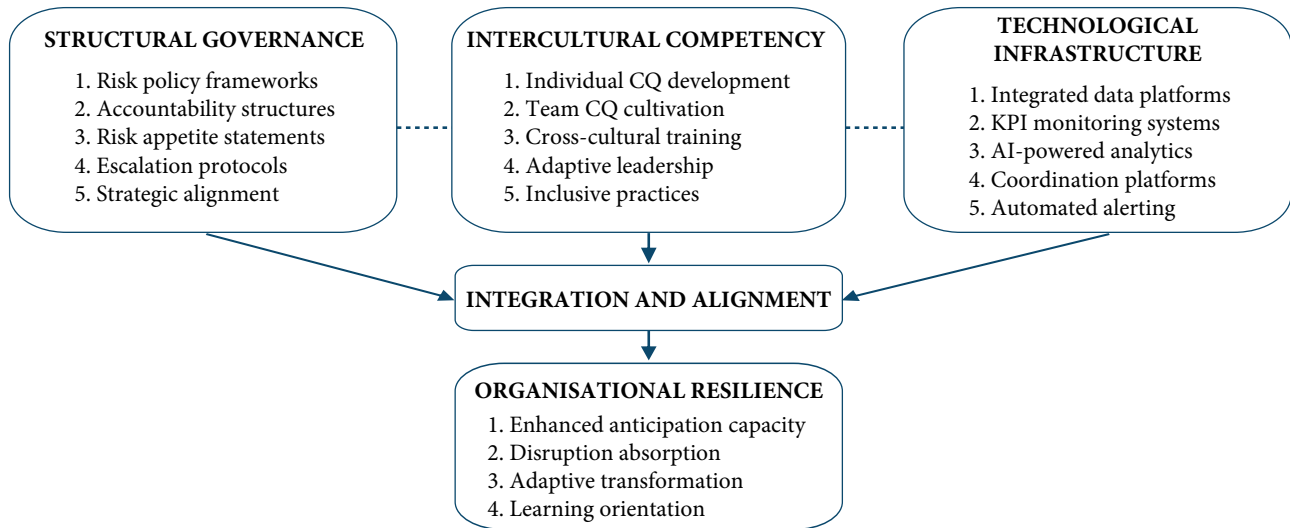 STRUCTURAL GOVERNANCE
1. Risk policy frameworks
2. Accountability structures
3. Risk appetite statements
4. Escalation protocols
5. Strategic alignment
INTERCULTURAL COMPETENCY
1. Individual CQ development
2. Team CQ cultivation
3. Cross-cultural training
4. Adaptive leadership
5. Inclusive practices
TECHNOLOGICAL
INFRASTRUCTURE
1. Integrated data platforms
2. KPI monitoring systems
3. AI-powered analytics
4. Coordination platforms
5. Automated alerting
INTEGRATION AND ALIGNMENT
ORGANISATIONAL RESILIENCE
1. Enhanced anticipation capacity
2. Disruption absorption
3. Adaptive transformation
4. Learning orientation